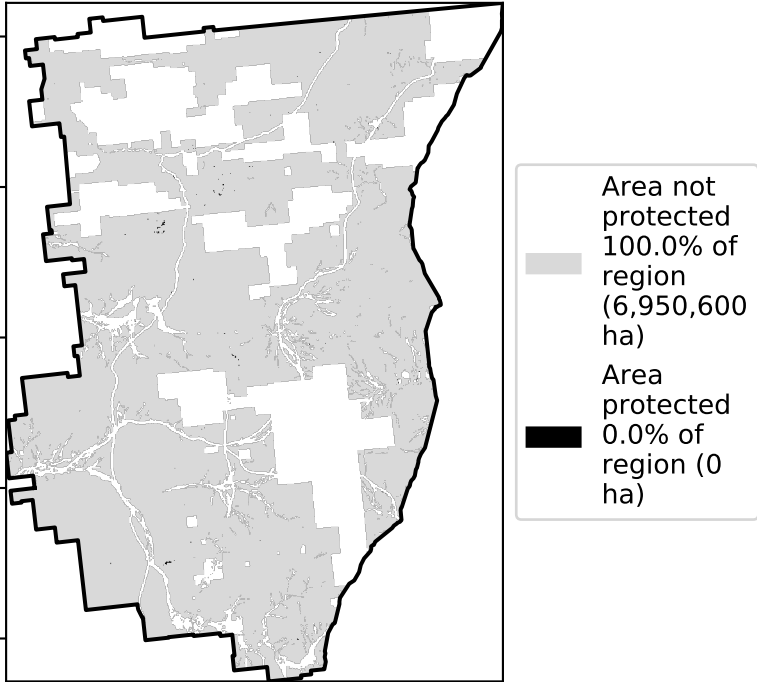 Area not
protected
100.0% of
region
(6,950,600
ha)
Area
protected
0.0% of
region (0
ha)